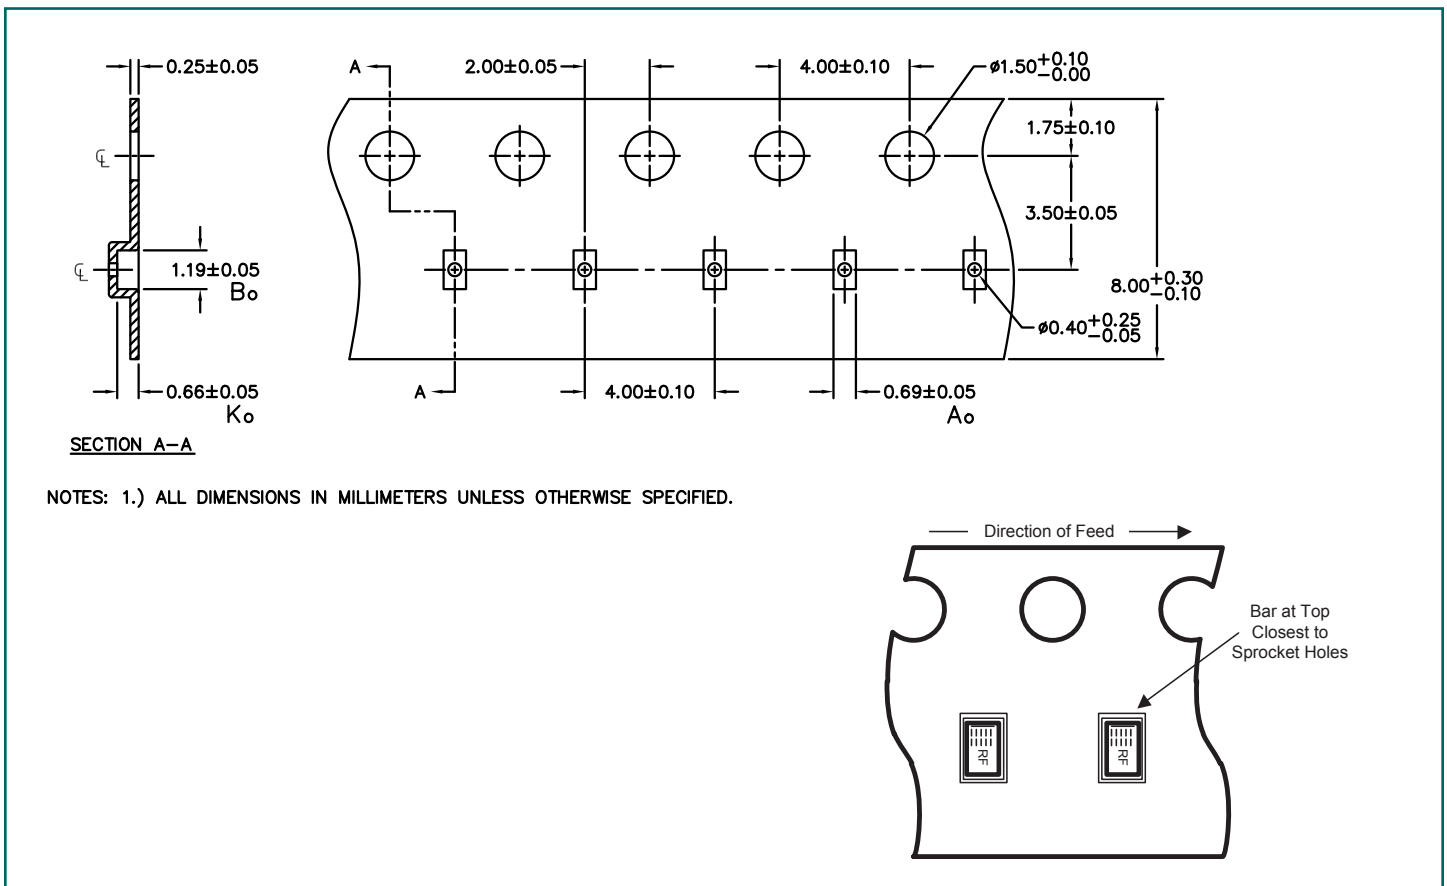 0.25±0.05
A
2.00±0.05
4.00±0.10
ø1.50+0.10
−0.00
1.75±0.10
℄
3.50±0.05
℄
1.19±0.05
Bo
8.00+0.30
−0.10
ø0.40+0.25
−0.05
0.66±0.05
Ko
A
4.00±0.10
0.69±0.05
Ao
SECTION A–A
NOTES: 1.) ALL DIMENSIONS IN MILLIMETERS UNLESS OTHERWISE SPECIFIED.
Direction of Feed
Bar at Top
Closest to
Sprocket Holes
RF
RF